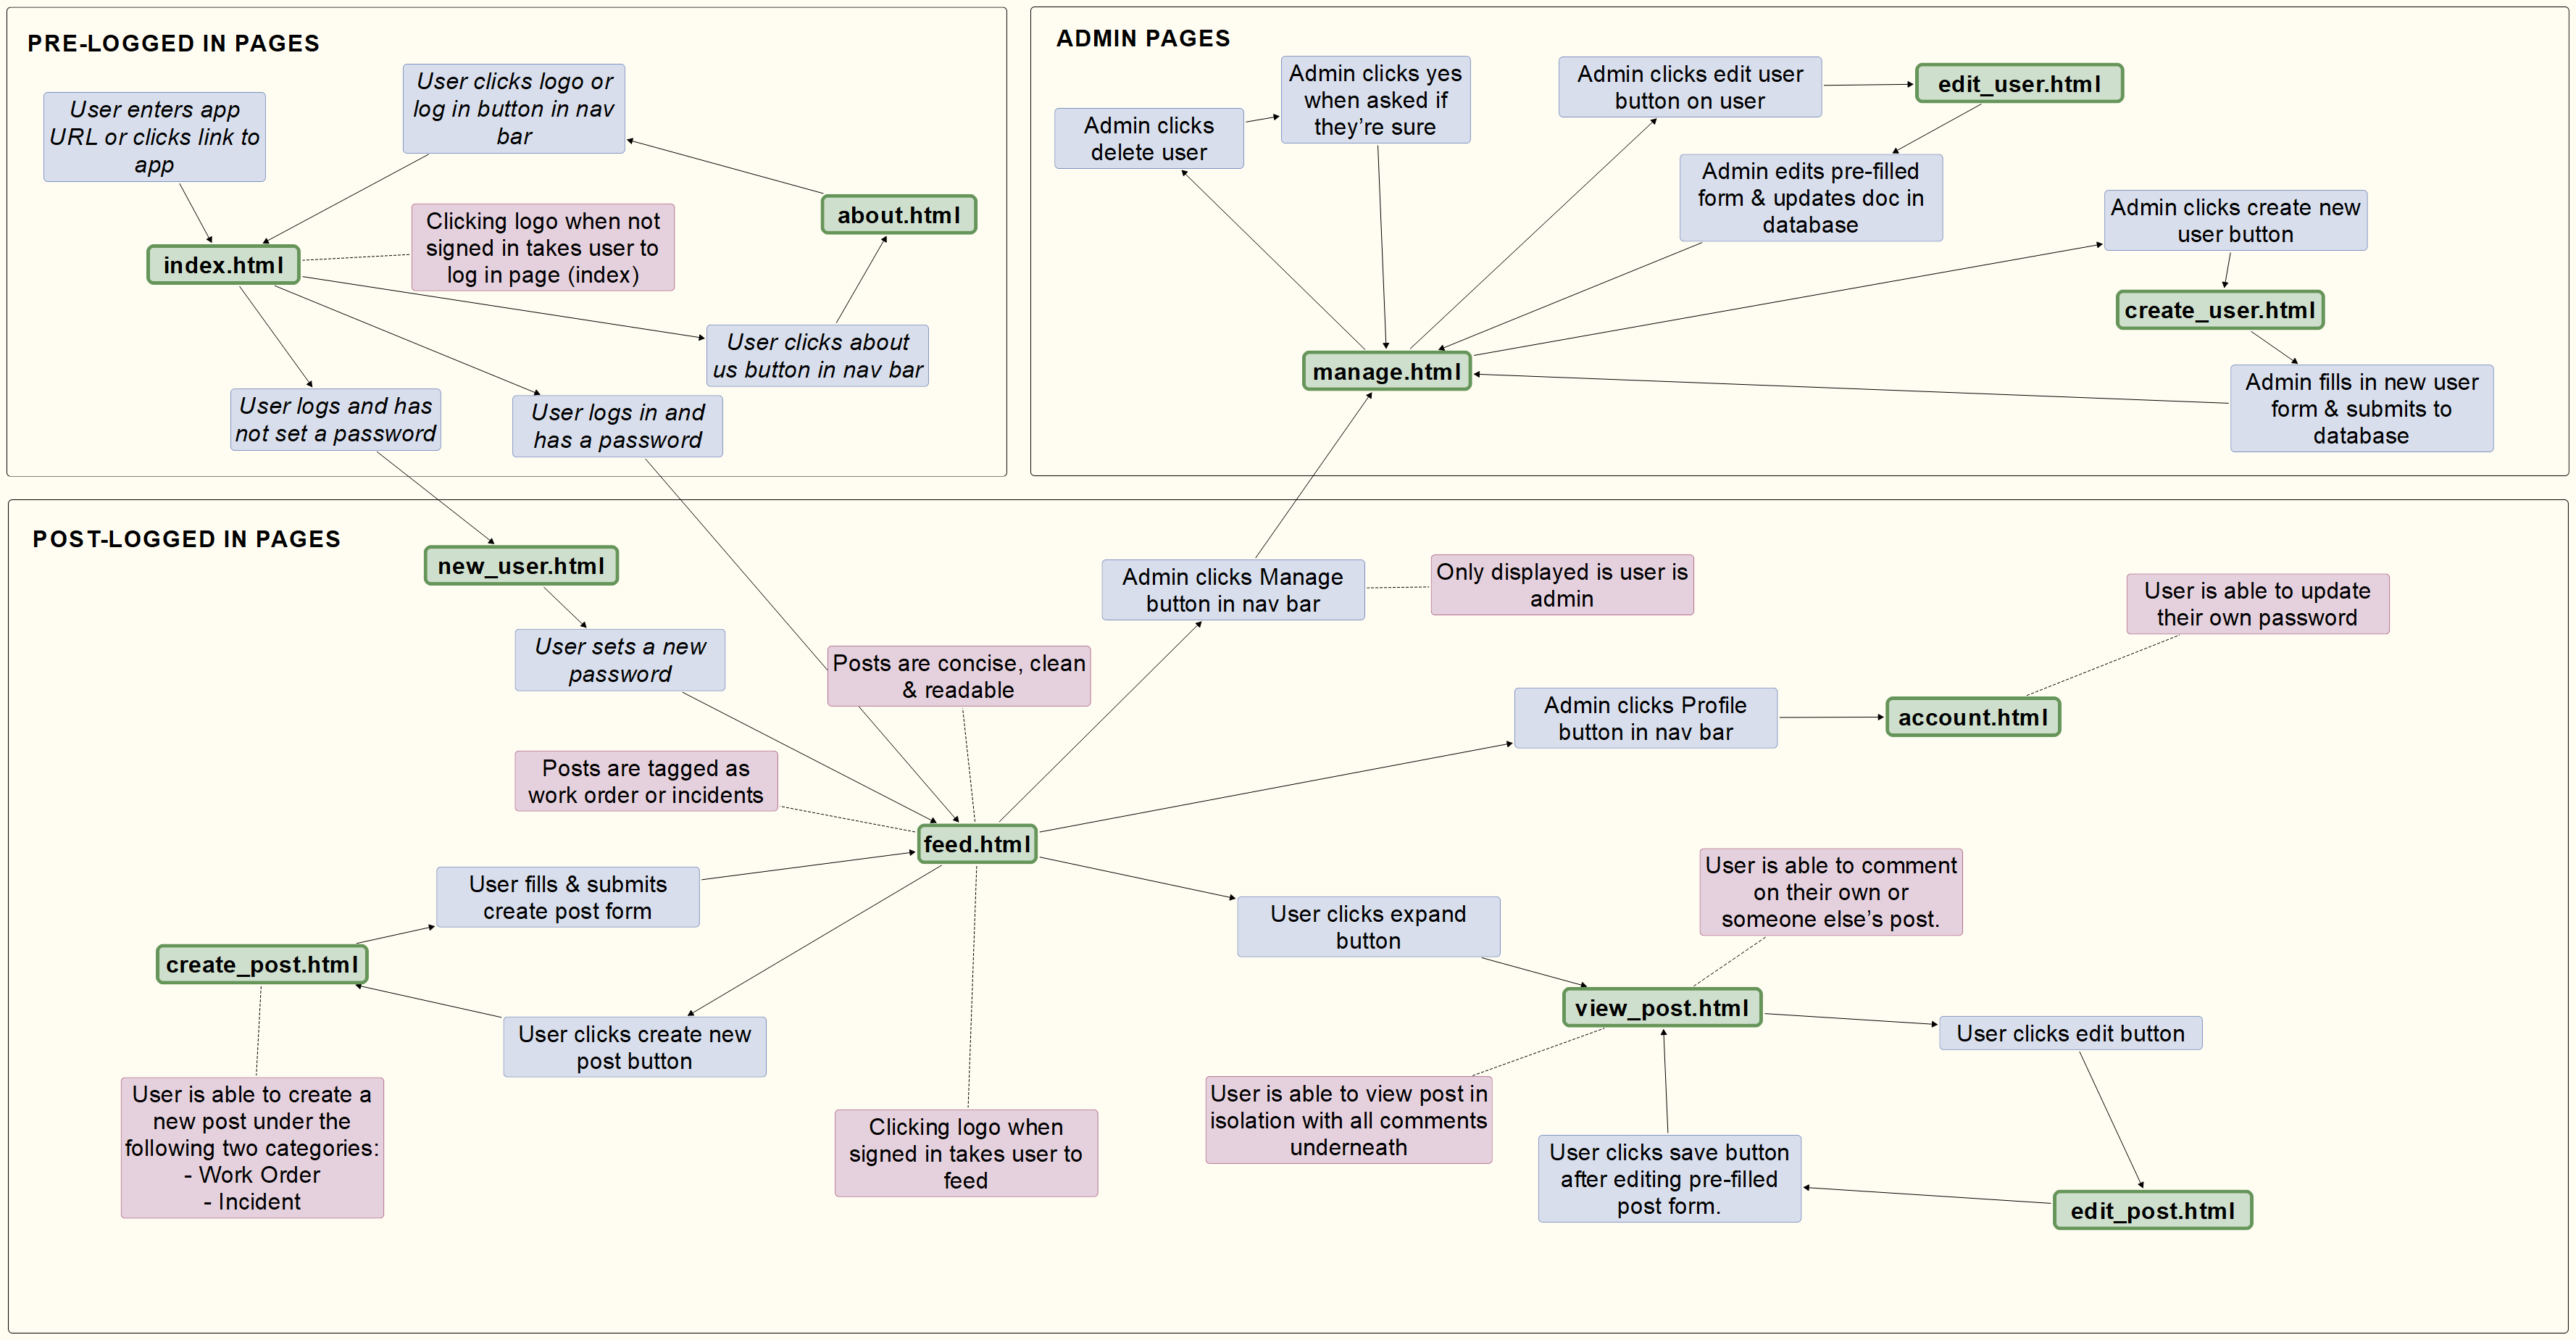 PRE-LOGGED IN PAGES
User enters app
URL or clicks link to
app
User clicks logo or
log in button in nav
bar
about.html
Clicking logo when not
signed in takes user to
log in page (index)
index.html
User clicks about
us button in nav bar
User logs and has
not set a password
User logs in and
has a password
ADMIN PAGES
Admin clicks
delete user
Admin clicks yes
when asked if
they're sure
Admin clicks edit user
button on user
edit_user.html
Admin edits pre-filled
form & updates doc in
database
Admin clicks create new
user button
create_user.html
manage.html
Admin fills in new user
form & submits to
database
POST-LOGGED IN PAGES
new_user.html
User sets a new
password
Admin clicks Manage
button in nav bar
Only displayed is user is
admin
User is able to update
their own password
Posts are concise, clean
& readable
Admin clicks Profile
button in nav bar
account.html
Posts are tagged as
work order or incidents
feed.html
User fills & submits
create post form
User clicks expand
button
User is able to comment
on their own or
someone else’s post.
create_post.html
view_post.html
User clicks create new
post button
User clicks edit button
User is able to create a
new post under the
following two categories:
- Work Order
- Incident
Clicking logo when
signed in takes user to
feed
User is able to view post in
isolation with all comments
underneath
User clicks save button
after editing pre-filled
post form.
edit_post.html